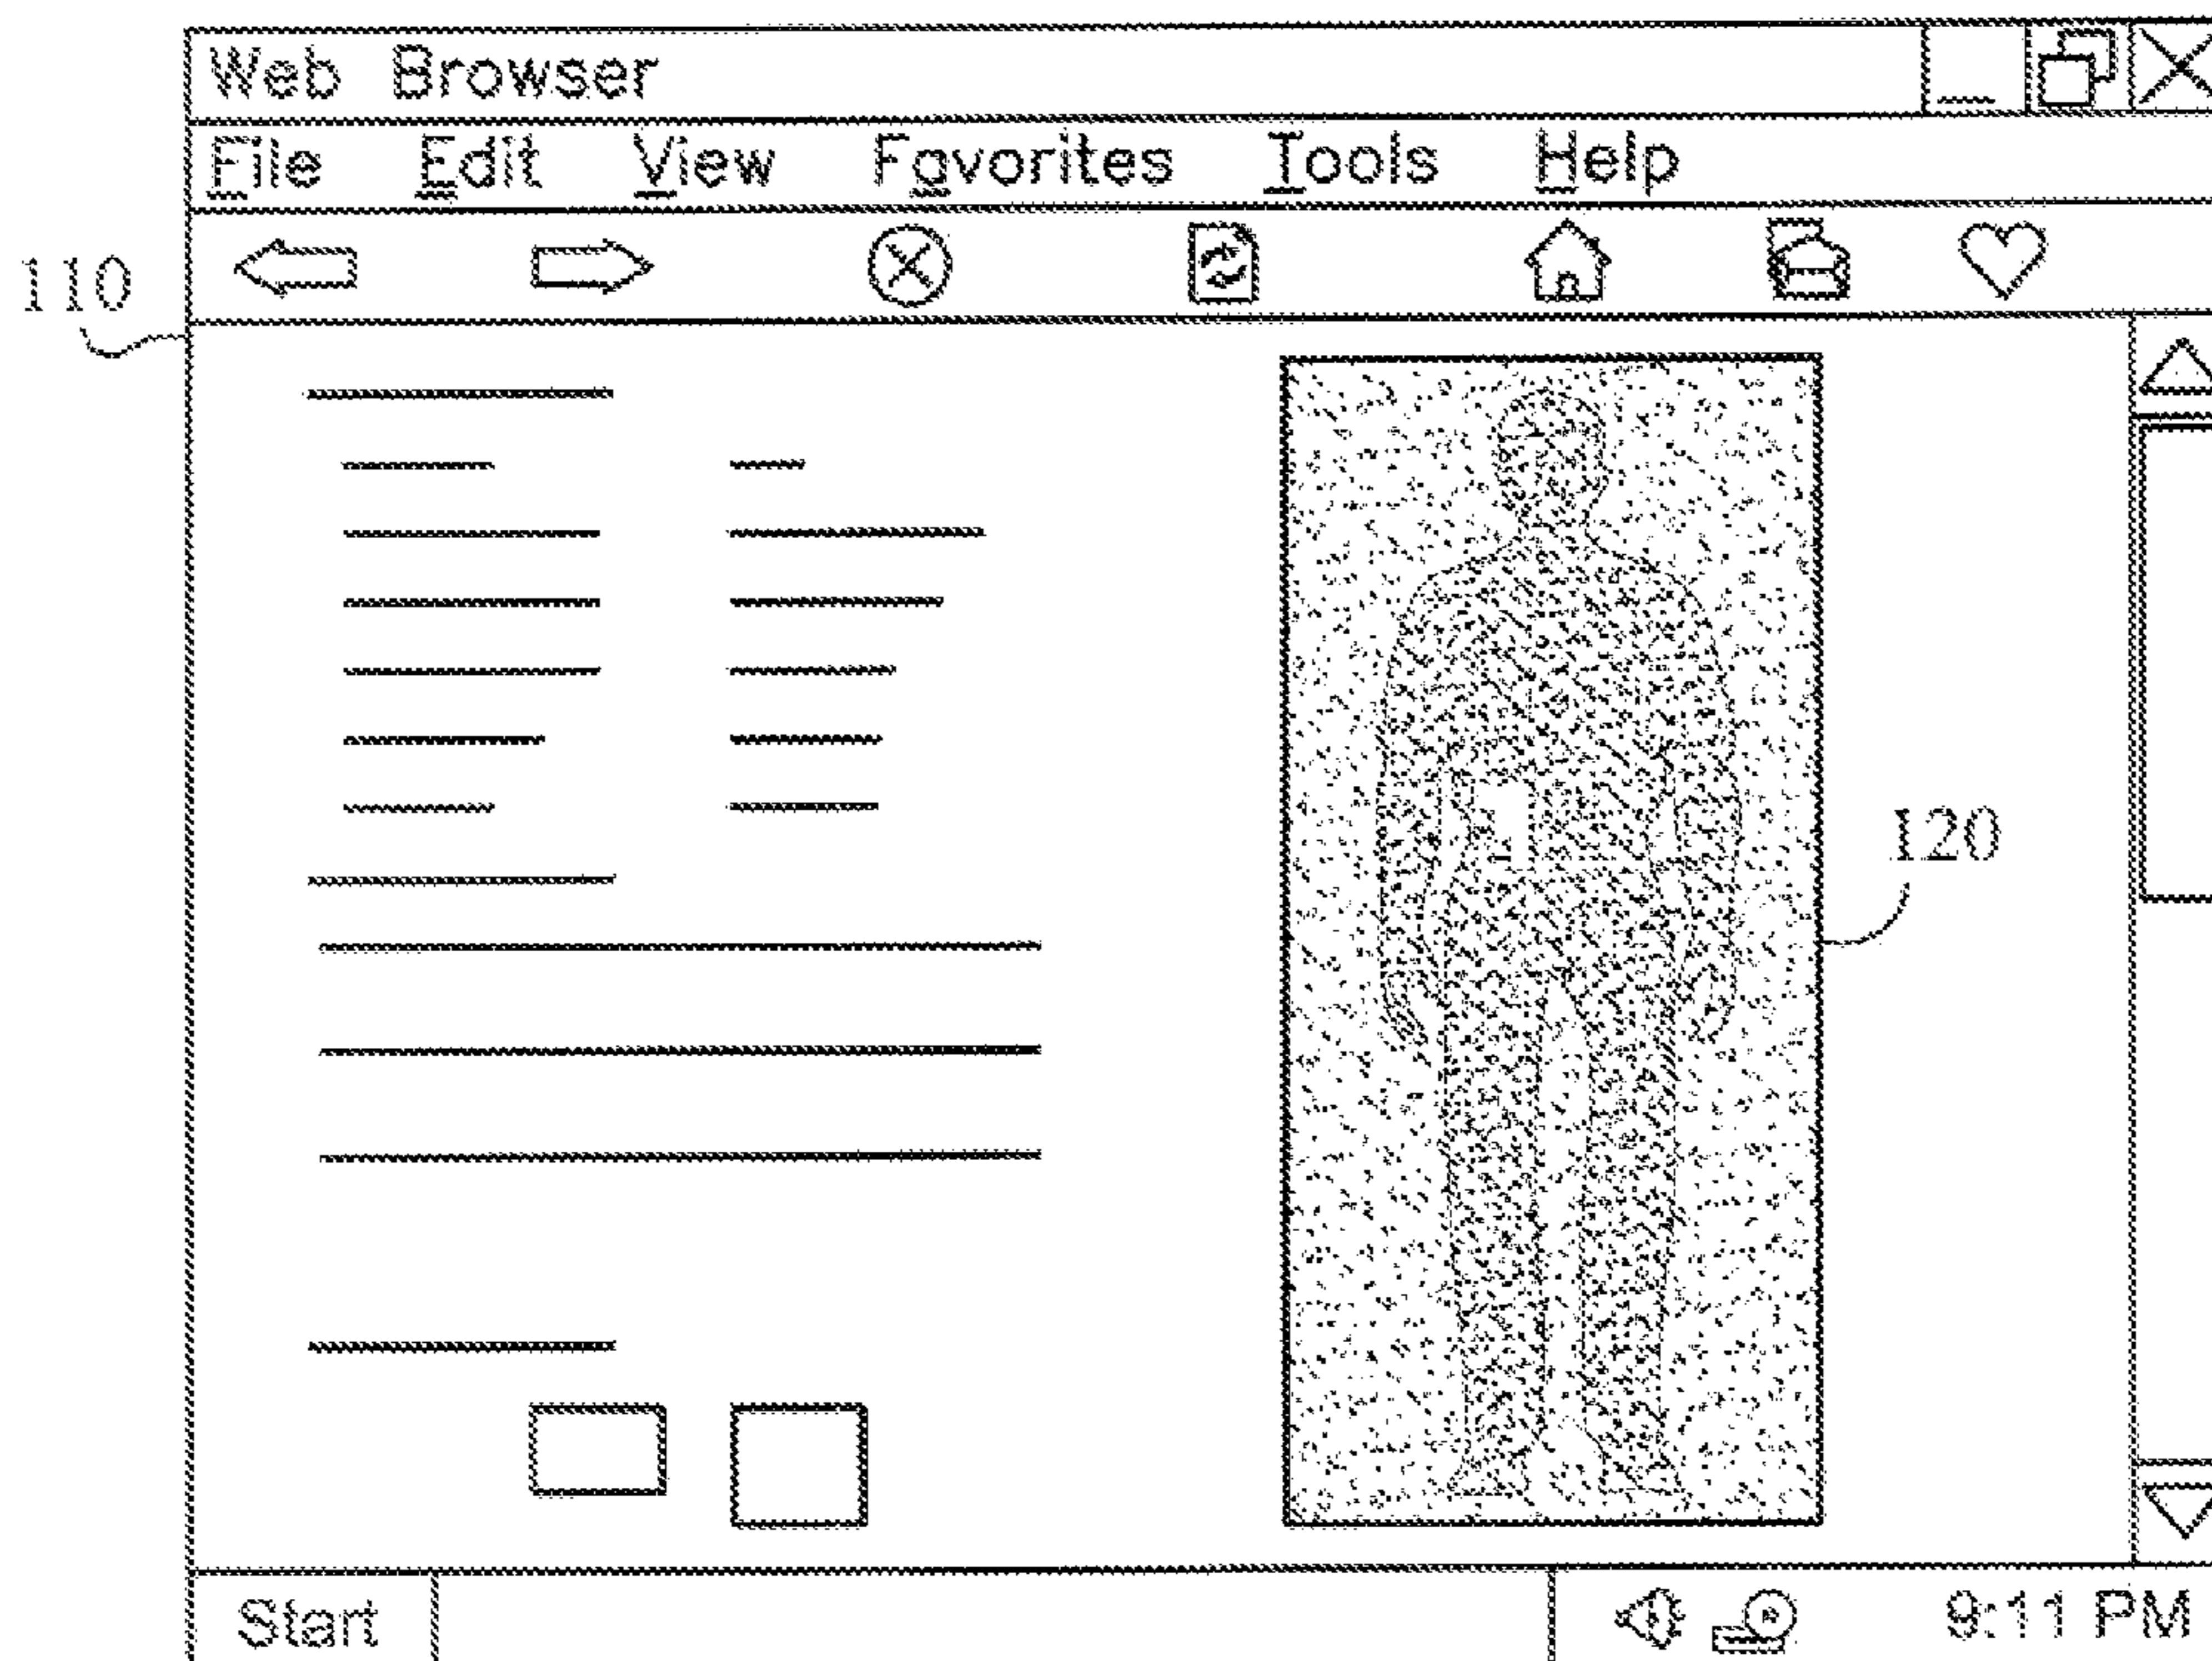 Web Browser
File Edit View Favorites Tools Help
110
120
Start 9:11 PM